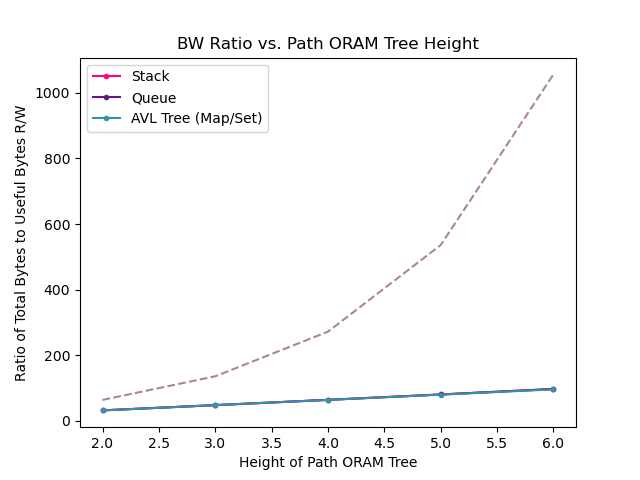 BW Ratio vs. Path ORAM Tree Height
Stack
Queue
AVL Tree (Map/Set)
Ratio of Total Bytes to Useful Bytes R/W
1000
800
600
400
200
0
2.0 2.5 3.0 3.5 4.0 4.5 5.0 5.5 6.0
Height of Path ORAM Tree